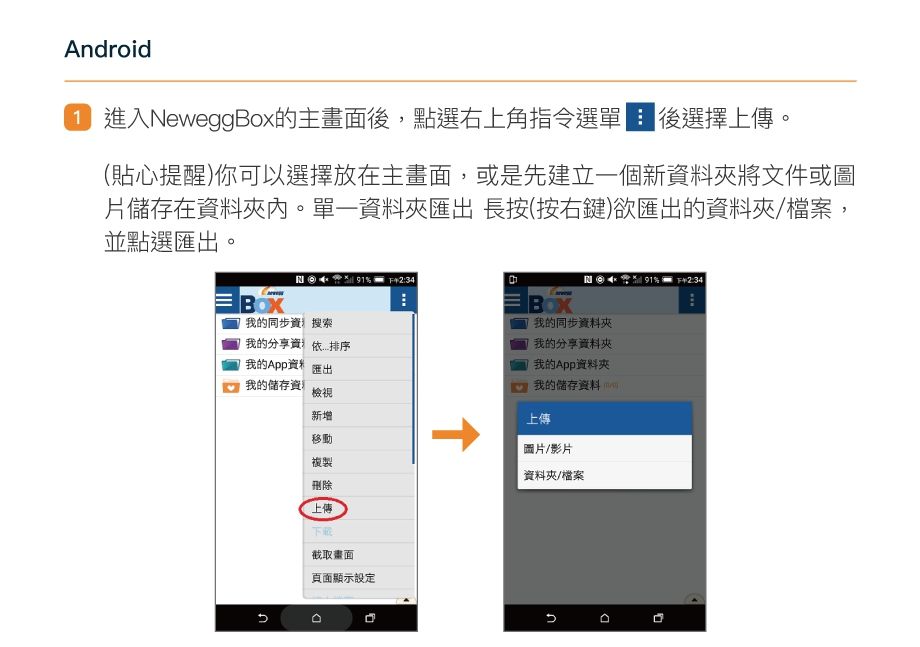 Android
1 進入NeweggBox的主畫面後，點選右上角指令選單 後選擇上傳。
(貼心提醒)你可以選擇放在主畫面，或是先建立一個新資料夾將文件或圖
片儲存在資料夾內。單一資料夾匯出 長按(按右鍵)欲匯出的資料夾/檔案，
並點選匯出。
91% 下午2:34
newegg
BOX
我的同步資
我的分享資
我的App資
我的儲存資
搜索
依...排序
匯出
檢視
新增
移動
複製
刪除
上傳
下載
截取畫面
頁面顯示設定
91% 下午2:34
newegg
BOX
我的同步資料夾
我的分享資料夾
我的App資料夾
我的儲存資料 (0/0)
上傳
圖片/影片
資料夾/檔案